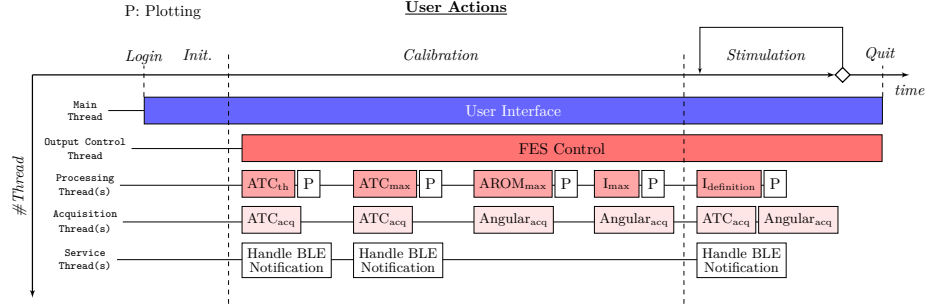 P: Plotting
User Actions
Login Init. Calibration Stimulation Quit
time
#Thread
Main
Thread
User Interface
Output Control
Thread
FES Control
Processing
Thread(s)
ATCth P ATCmax P AROMmax P Imax P Idefinition P
Acquisition
Thread(s)
ATCacq ATCacq Angularacq Angularacq ATCacq Angularacq
Service
Thread(s)
Handle BLE
Notification
Handle BLE
Notification
Handle BLE
Notification